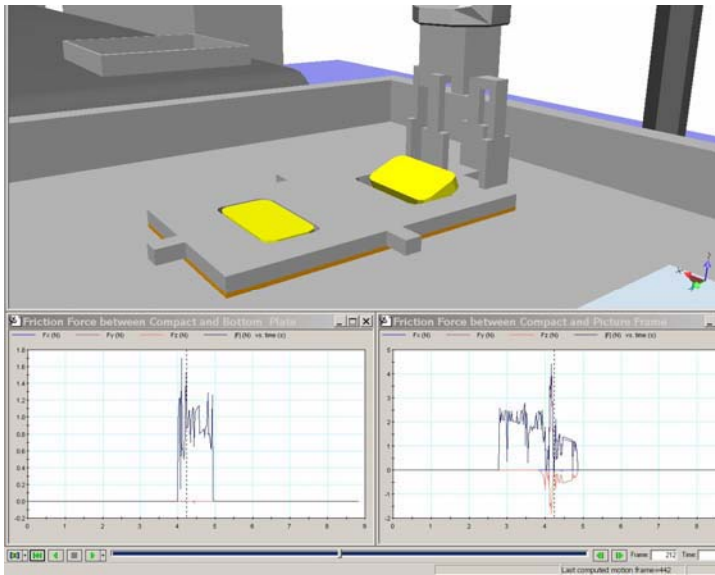 Friction Force between Compact and Bottom_Plate
Fx (N) Fy (N) Fz (N) |F| (N) vs. time (s)
1.8
1.6
1.4
1.2
1.0
0.8
0.6
0.4
0.2
0.0
-0.2
0 1 2 3 4 5 6 7 8 9
Friction Force between Compact and Picture Frame
Fx (N) Fy (N) Fz (N) |F| (N) vs. time (s)
5
4
3
2
1
0
-1
-2
0 1 2 3 4 5 6 7 8
Frame: 212 Time:
Last computed motion frame=442